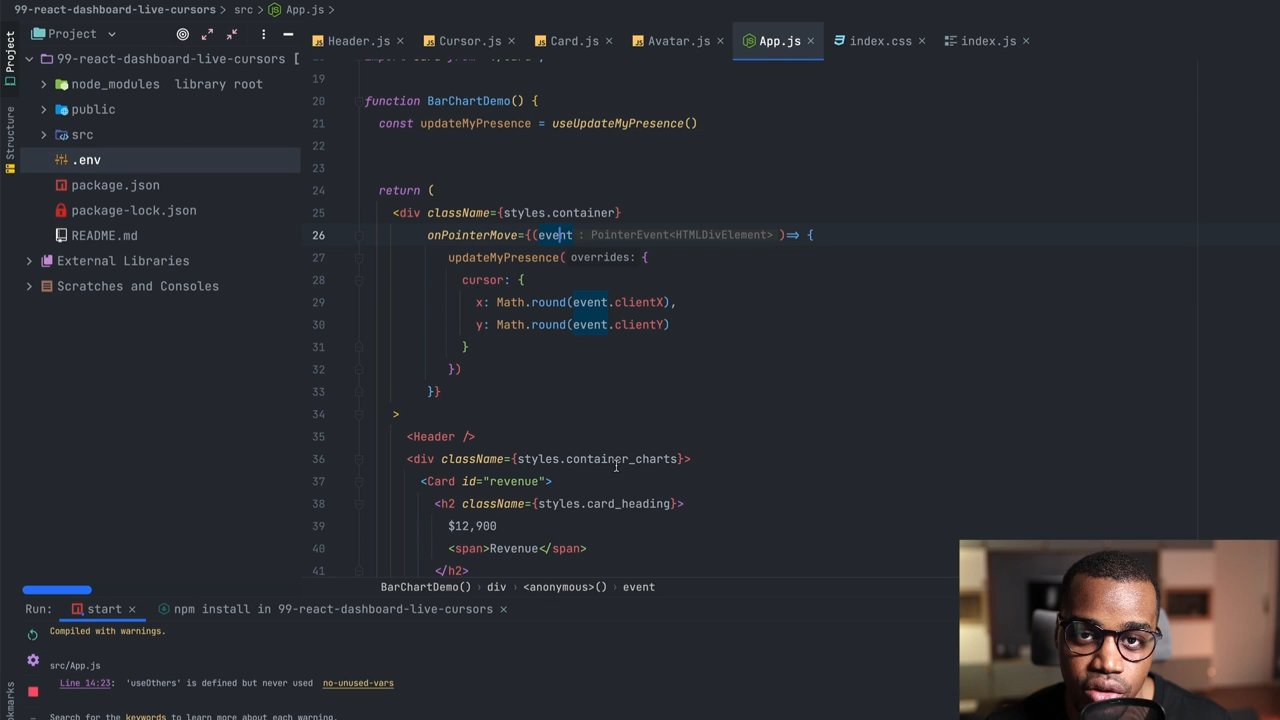 99-react-dashboard-live-cursors › src › App.js ›
Project
Header.js × Cursor.js × Card.js × Avatar.js × App.js × index.css × index.js ×
Project
Structure
99-react-dashboard-live-cursors [
node_modules library root
public
src
.env
package.json
package-lock.json
README.md
External Libraries
Scratches and Consoles
19
20 function BarChartDemo() {
21 const updateMyPresence = useUpdateMyPresence()
22
23
24 return (
25 <div className={styles.container}
26 onPointerMove={(event : PointerEvent<HTMLDivElement> )=> {
27 updateMyPresence( overrides: {
28 cursor: {
29 x: Math.round(event.clientX),
30 y: Math.round(event.clientY)
31 }
32 })
33 }}
34 >
35 <Header />
36 <div className={styles.container_charts}>
37 <Card id="revenue">
38 <h2 className={styles.card_heading}>
39 $12,900
40 <span>Revenue</span>
41 </h2>
BarChartDemo() › div › <anonymous>() › event
Run: start × npm install in 99-react-dashboard-live-cursors ×
Compiled with warnings.
src/App.js
Line 14:23: 'useOthers' is defined but never used no-unused-vars
Search for the keywords to learn more about each warning.